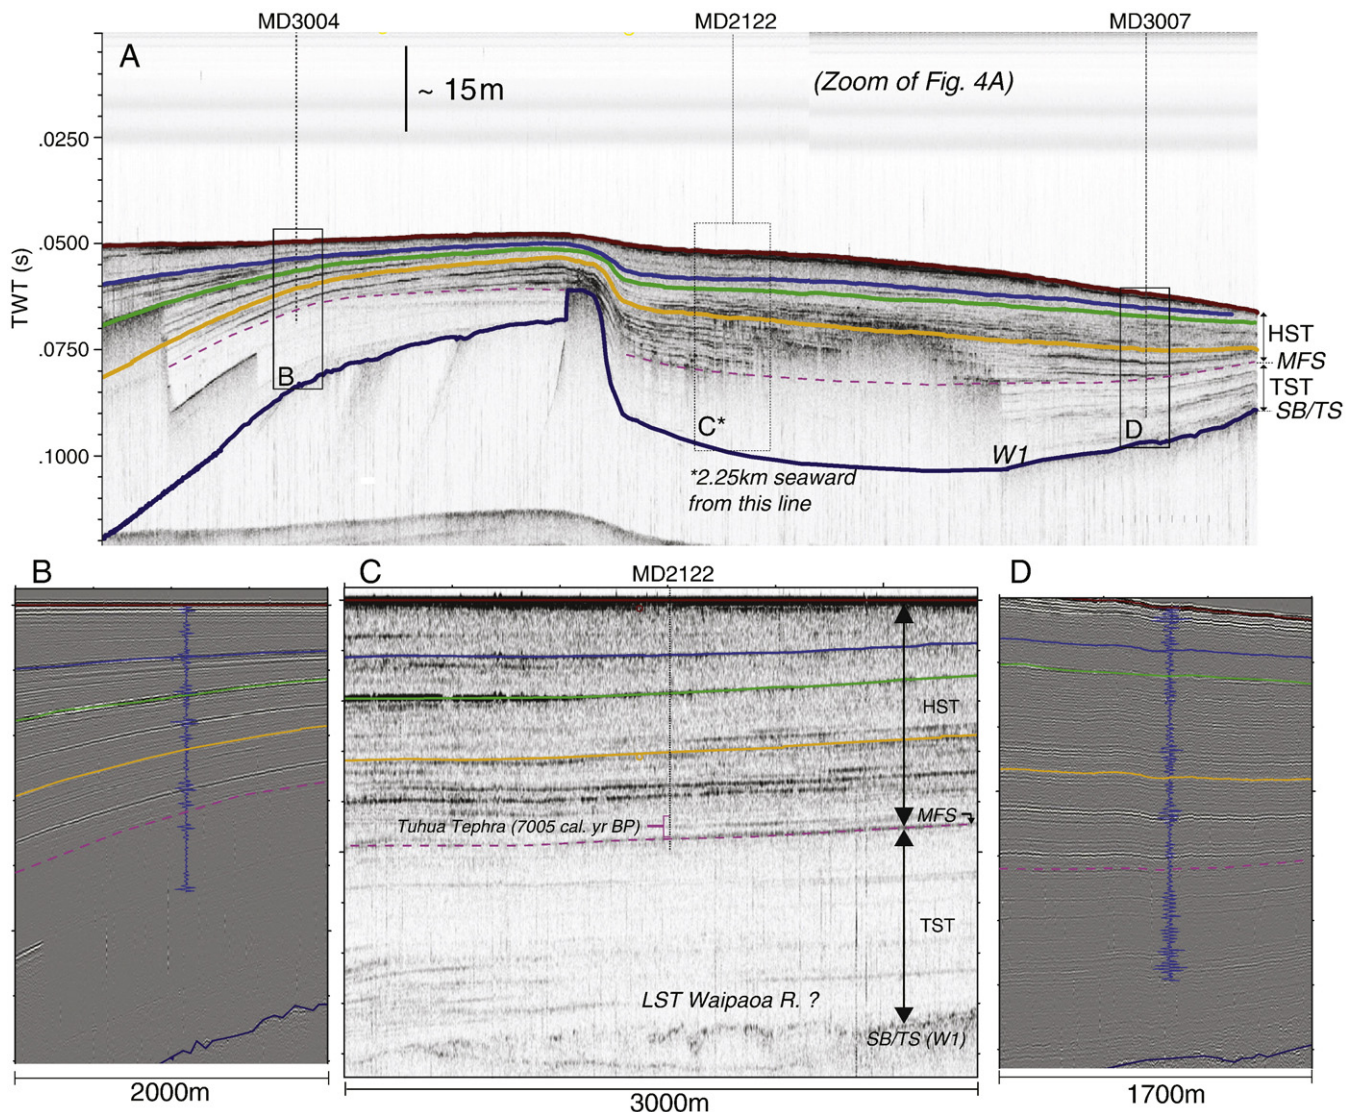 MD3004
MD2122
MD3007
A
~ 15m
(Zoom of Fig. 4A)
.0250
.0500
.0750
.1000
TWT (s)
HST
MFS
TST
SB/TS
B
C*
D
W1
*2.25km seaward
from this line
B
C
MD2122
D
HST
MFS
Tuhua Tephra (7005 cal. yr BP)
TST
LST Waipaoa R. ?
SB/TS (W1)
2000m
3000m
1700m